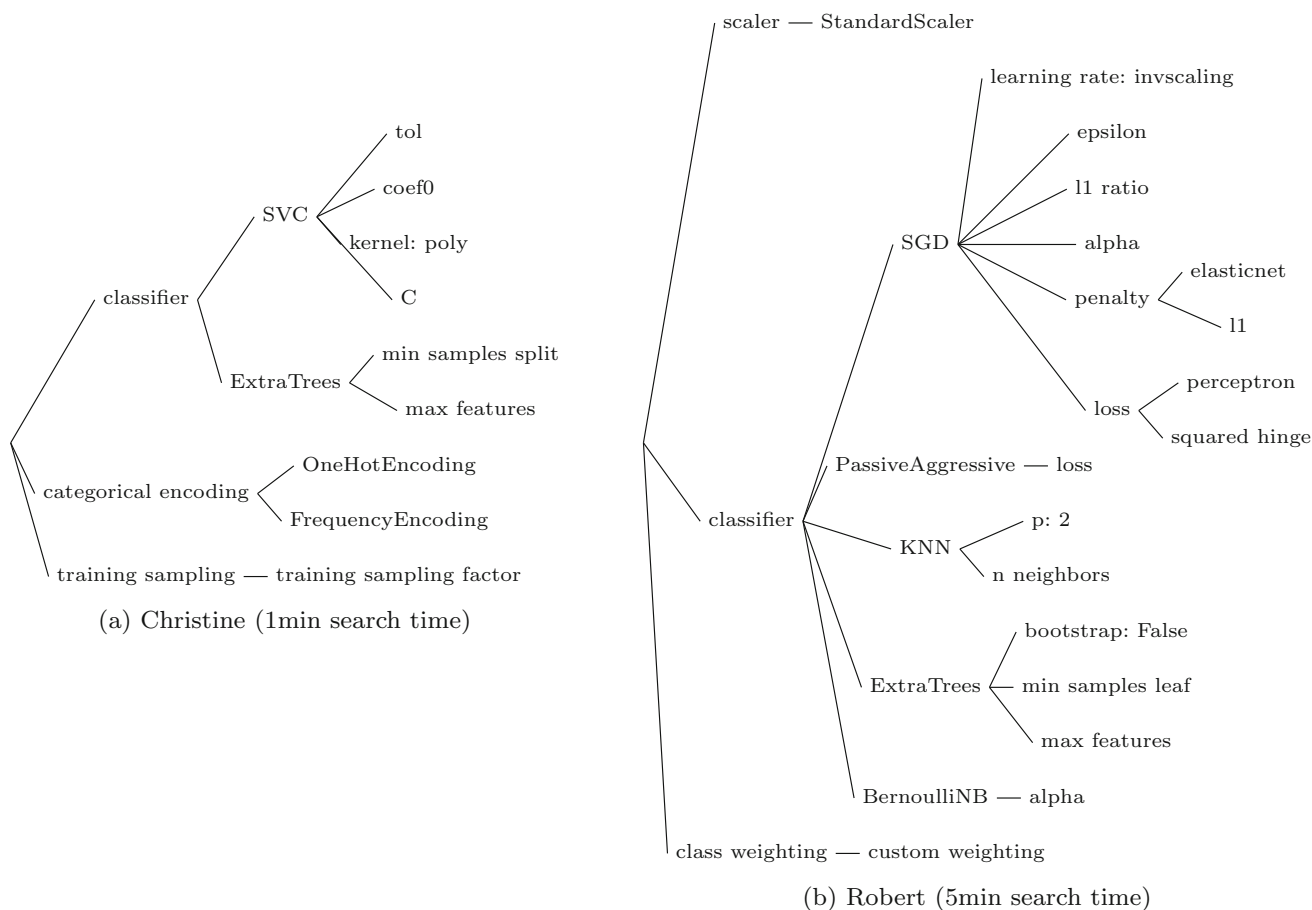 tol
coef0
SVC
kernel: poly
classifier
C
min samples split
ExtraTrees
max features
OneHotEncoding
categorical encoding
FrequencyEncoding
training sampling — training sampling factor
(a) Christine (1min search time)
scaler — StandardScaler
learning rate: invscaling
epsilon
l1 ratio
SGD
alpha
elasticnet
penalty
l1
perceptron
loss
squared hinge
PassiveAggressive — loss
classifier
p: 2
KNN
n neighbors
bootstrap: False
ExtraTrees
min samples leaf
max features
BernoulliNB — alpha
class weighting — custom weighting
(b) Robert (5min search time)